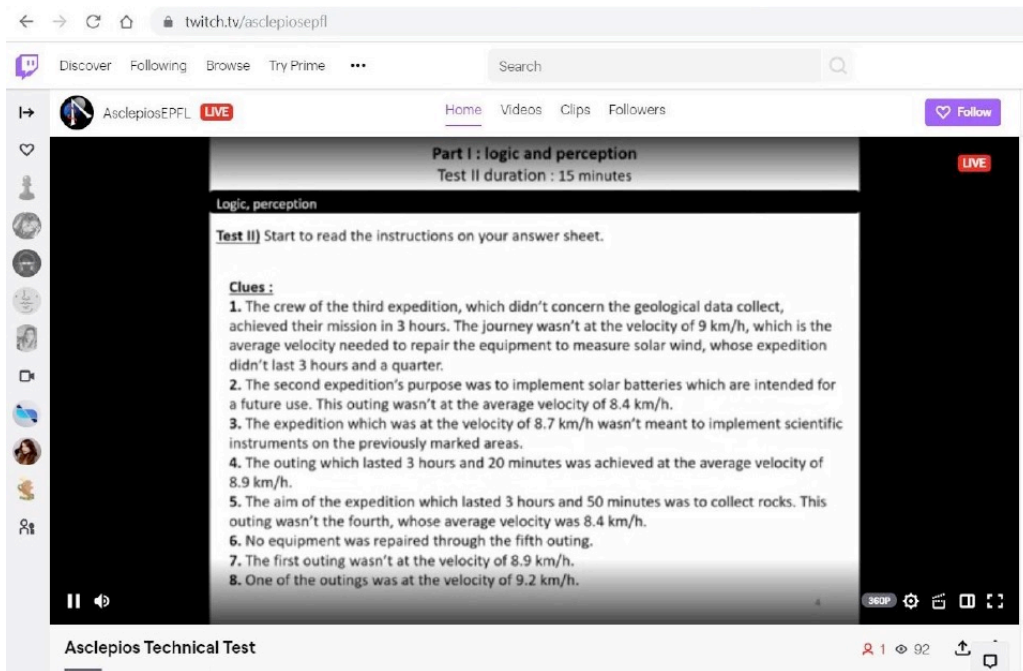 twitch.tv/asclepiosepfl
Discover Following Browse Try Prime ••• Search
AsclepiosEPFL LIVE Home Videos Clips Followers Follow
Part I : logic and perception
LIVE
Test II duration : 15 minutes
Logic, perception
Test II) Start to read the instructions on your answer sheet.
Clues :
1. The crew of the third expedition, which didn't concern the geological data collect,
achieved their mission in 3 hours. The journey wasn't at the velocity of 9 km/h, which is the
average velocity needed to repair the equipment to measure solar wind, whose expedition
didn't last 3 hours and a quarter.
2. The second expedition's purpose was to implement solar batteries which are intended for
a future use. This outing wasn't at the average velocity of 8.4 km/h.
3. The expedition which was at the velocity of 8.7 km/h wasn't meant to implement scientific
instruments on the previously marked areas.
4. The outing which lasted 3 hours and 20 minutes was achieved at the average velocity of
8.9 km/h.
5. The aim of the expedition which lasted 3 hours and 50 minutes was to collect rocks. This
outing wasn't the fourth, whose average velocity was 8.4 km/h.
6. No equipment was repaired through the fifth outing.
7. The first outing wasn't at the velocity of 8.9 km/h.
8. One of the outings was at the velocity of 9.2 km/h.
4
360P
Asclepios Technical Test
1 92